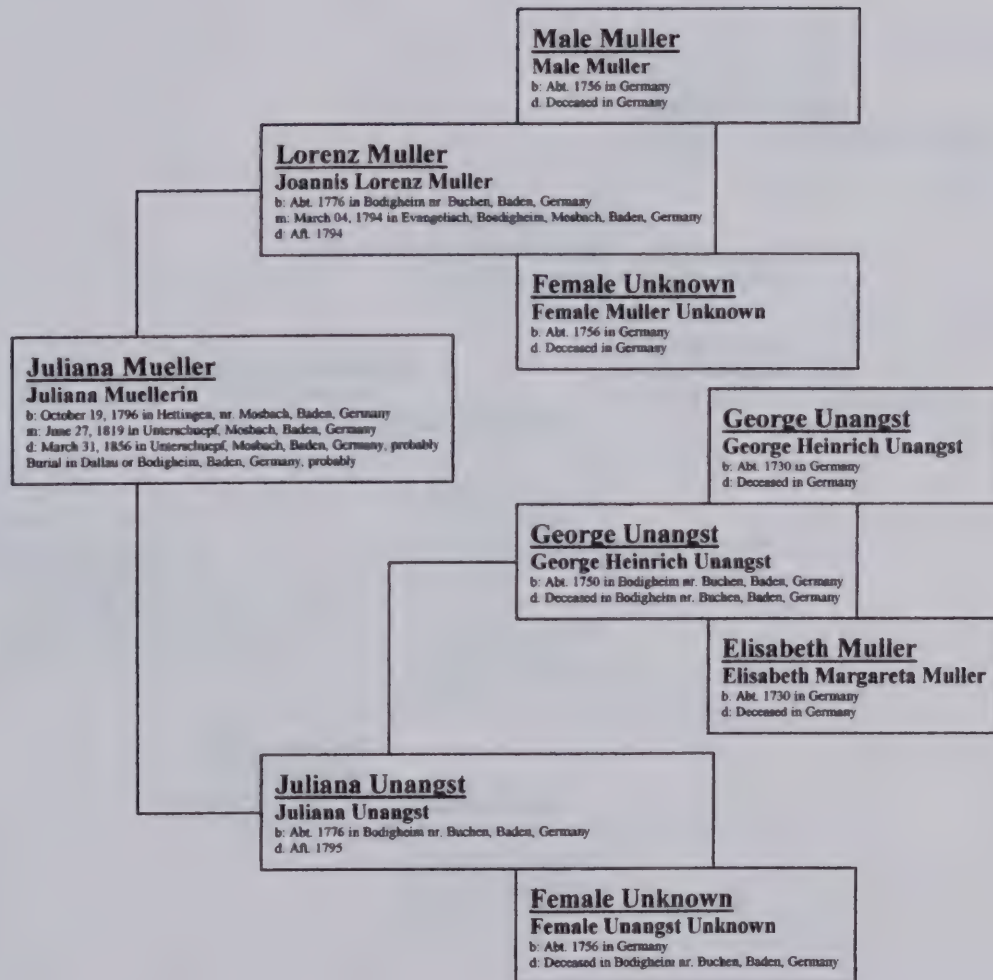 Male Muller
Male Muller
b: Abt. 1756 in Germany
d. Deceased in Germany
Lorenz Muller
Joannis Lorenz Muller
b: Abt. 1776 in Bodigheim nr. Buchen, Baden, Germany
m: March 04, 1794 in Evangelisch, Boedigheim, Mosbach, Baden, Germany
d: Aft. 1794
Female Unknown
Female Muller Unknown
b: Abt. 1756 in Germany
d. Deceased in Germany
Juliana Mueller
Juliana Muellerin
b: October 19, 1796 in Hettingen, nr. Mosbach, Baden, Germany
m: June 27, 1819 in Unterschuepf, Mosbach, Baden, Germany
d: March 31, 1856 in Unterschuepf, Mosbach, Baden, Germany, probably
Burial in Dallau or Bodigheim, Baden, Germany, probably
George Unangst
George Heinrich Unangst
b: Abt. 1730 in Germany
d: Deceased in Germany
George Unangst
George Heinrich Unangst
b: Abt. 1750 in Bodigheim nr. Buchen, Baden, Germany
d: Deceased in Bodigheim nr. Buchen, Baden, Germany
Elisabeth Muller
Elisabeth Margareta Muller
b. Abt. 1730 in Germany
d: Deceased in Germany
Juliana Unangst
Juliana Unangst
b: Abt. 1776 in Bodigheim nr. Buchen, Baden, Germany
d. Aft. 1795
Female Unknown
Female Unangst Unknown
b: Abt. 1756 in Germany
d: Deceased in Bodigheim nr. Buchen, Baden, Germany